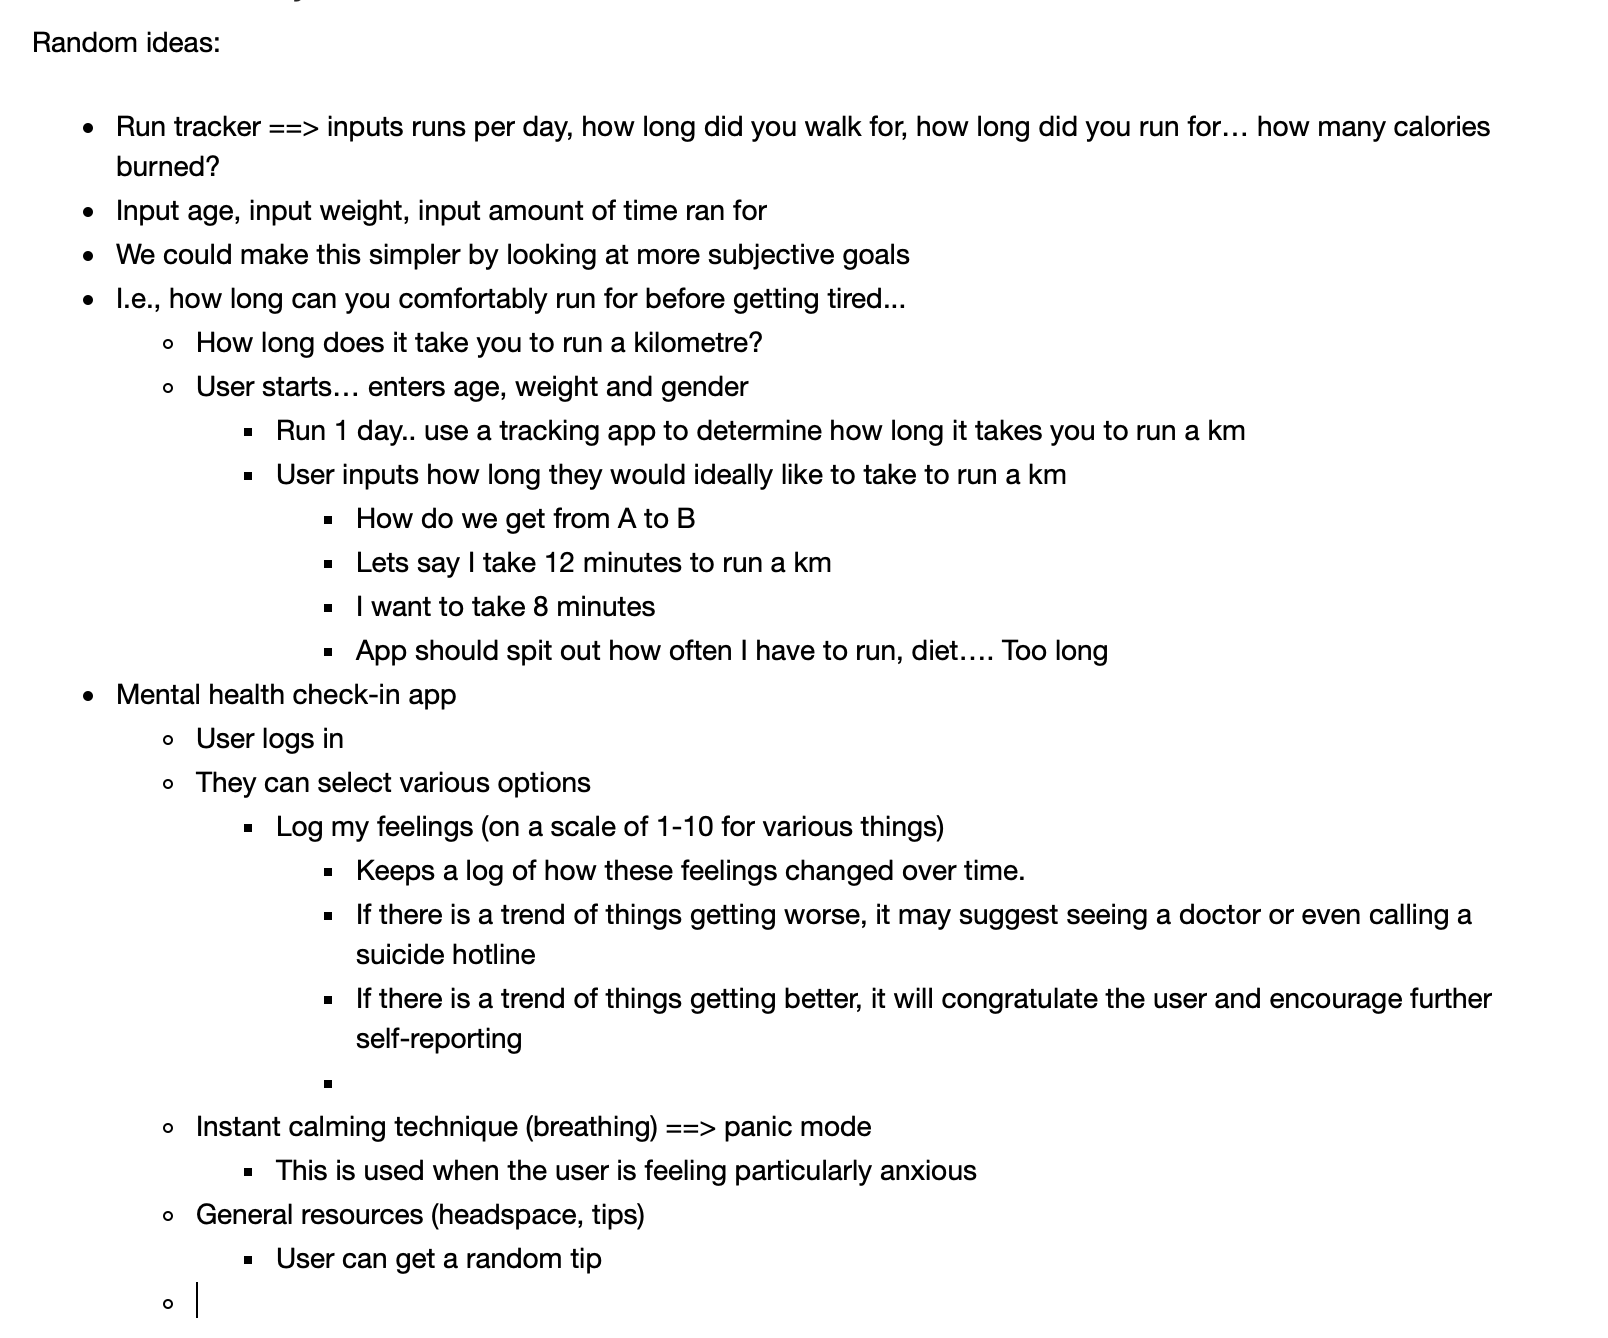 Random ideas:
• Run tracker ==> inputs runs per day, how long did you walk for, how long did you run for… how many calories
burned?
• Input age, input weight, input amount of time ran for
• We could make this simpler by looking at more subjective goals
• I.e., how long can you comfortably run for before getting tired...
◦ How long does it take you to run a kilometre?
◦ User starts… enters age, weight and gender
▪ Run 1 day.. use a tracking app to determine how long it takes you to run a km
▪ User inputs how long they would ideally like to take to run a km
▪ How do we get from A to B
▪ Lets say I take 12 minutes to run a km
▪ I want to take 8 minutes
▪ App should spit out how often I have to run, diet…. Too long
• Mental health check-in app
◦ User logs in
◦ They can select various options
▪ Log my feelings (on a scale of 1-10 for various things)
▪ Keeps a log of how these feelings changed over time.
▪ If there is a trend of things getting worse, it may suggest seeing a doctor or even calling a
suicide hotline
▪ If there is a trend of things getting better, it will congratulate the user and encourage further
self-reporting
▪
◦ Instant calming technique (breathing) ==> panic mode
▪ This is used when the user is feeling particularly anxious
◦ General resources (headspace, tips)
▪ User can get a random tip
◦